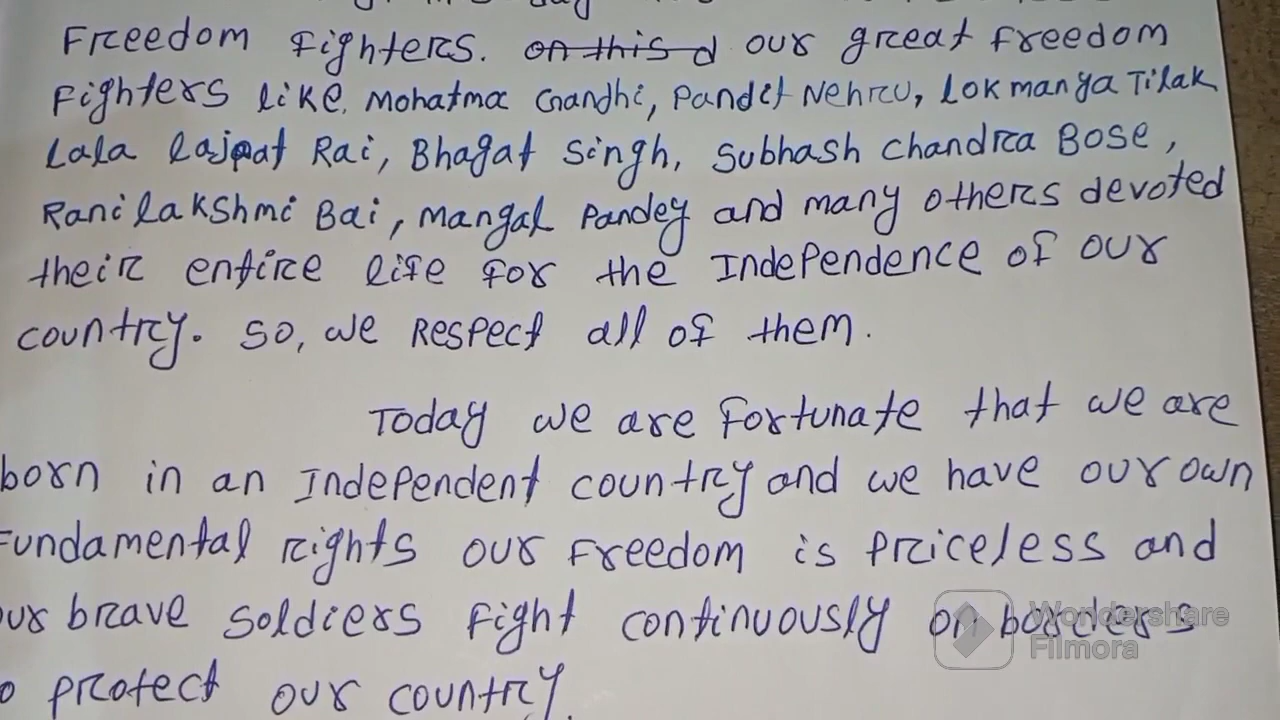 Freedom Fighters. on this d our great freedom
Fighters like, Mohatma Gandhi, Pandit Nehru, Lokmanya Tilak
Lala Lajpat Rai, Bhagat Singh, Subhash Chandra Bose,
Rani Lakshmi Bai, Mangal Pandey and many others devoted
their entire life for the Independence of our
country. So, we Respect all of them.
Today we are Fortunate that we are
born in an Independent country and we have our own
Fundamental rights our Freedom is Priceless and
our brave soldiers Fight continuously on borders
to protect our country.
Wondershare
Filmora